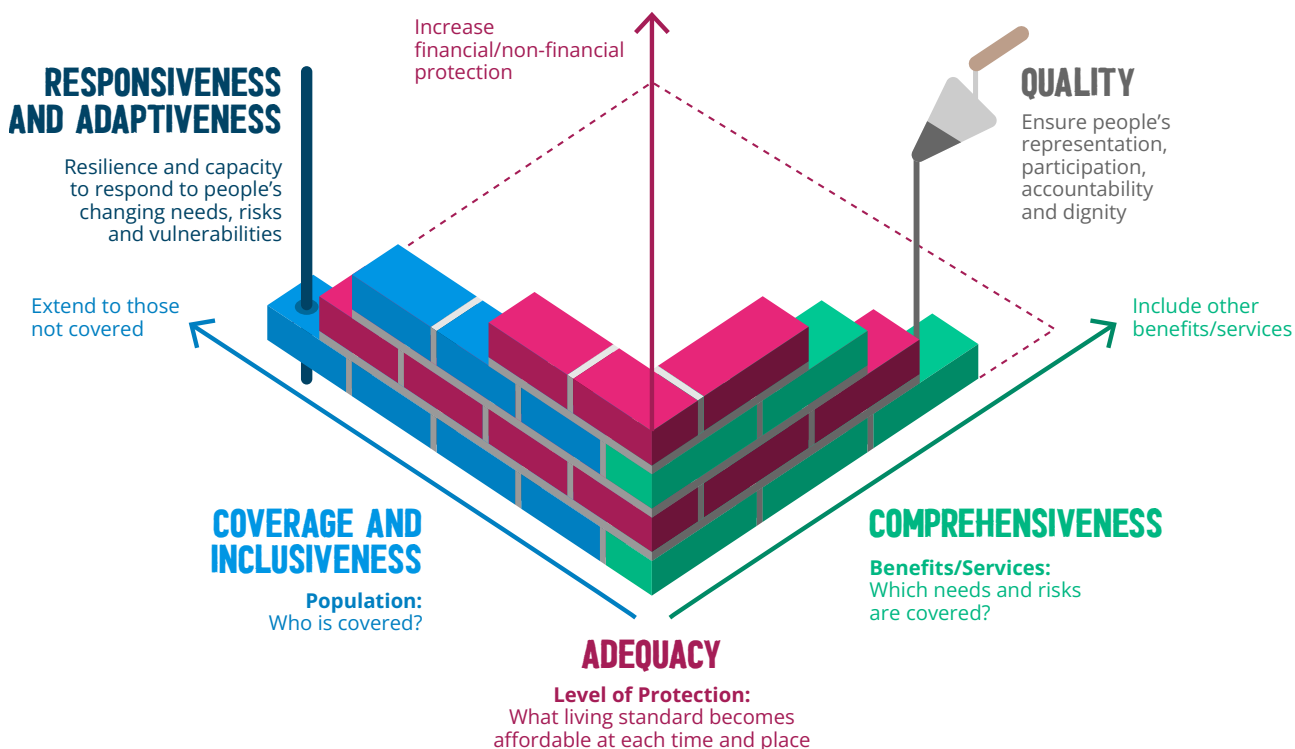 Increase
financial/non-financial
protection
RESPONSIVENESS
AND ADAPTIVENESS
Resilience and capacity
to respond to people’s
changing needs, risks
and vulnerabilities
QUALITY
Ensure people’s
representation,
participation,
accountability
and dignity
Extend to those
not covered
Include other
benefits/services
COVERAGE AND
INCLUSIVENESS
Population:
Who is covered?
COMPREHENSIVENESS
Benefits/Services:
Which needs and risks
are covered?
ADEQUACY
Level of Protection:
What living standard becomes
affordable at each time and place